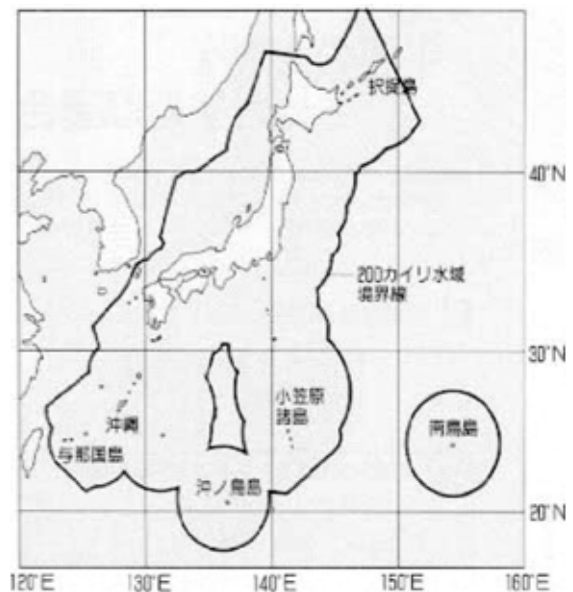 択捉島
40°N
200カイリ水域
境界線
30°N
小笠原
諸島
沖縄
南鳥島
与那国島
沖ノ鳥島
20°N
120°E
130°E
140°E
150°E
160°E